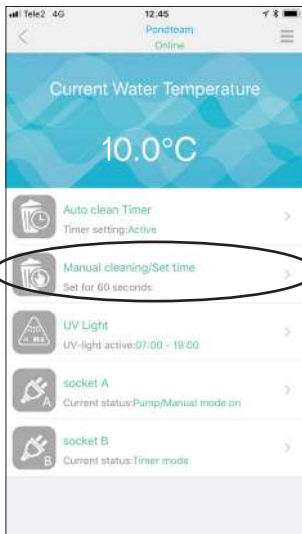 Tele2 4G 12.45
Pondteam
Online
Current Water Temperature
10.0°C
Auto clean Timer
Timer setting:Active
Manual cleaning/Set time
Set for 60 seconds
UV Light
UV-light active:07:00 - 19:00
socket A
A
Current status:Pump/Manual mode on
socket B
B
Current status:Timer mode